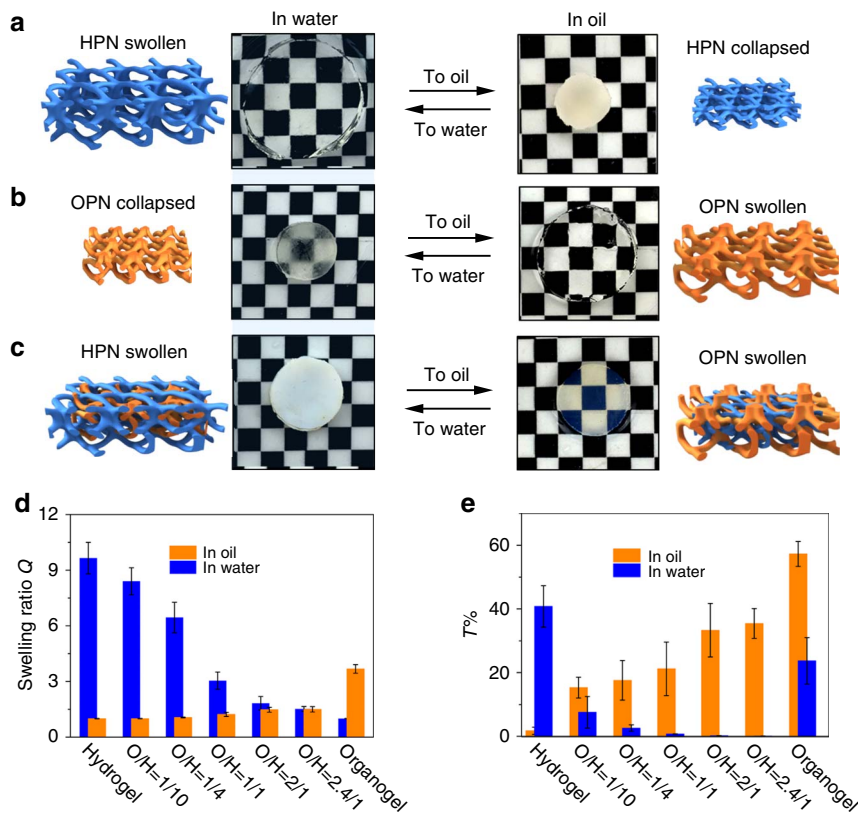 a
In water
In oil
HPN swollen
HPN collapsed
To oil
To water
b
OPN collapsed
OPN swollen
To oil
To water
c
HPN swollen
OPN swollen
To oil
To water
d
12
9
6
3
0
Swelling ratio Q
In oil
In water
Hydrogel
O/H=1/10
O/H=1/4
O/H=1/1
O/H=2/1
O/H=2.4/1
Organogel
e
60
40
20
0
T%
In oil
In water
Hydrogel
O/H=1/10
O/H=1/4
O/H=1/1
O/H=2/1
O/H=2.4/1
Organogel